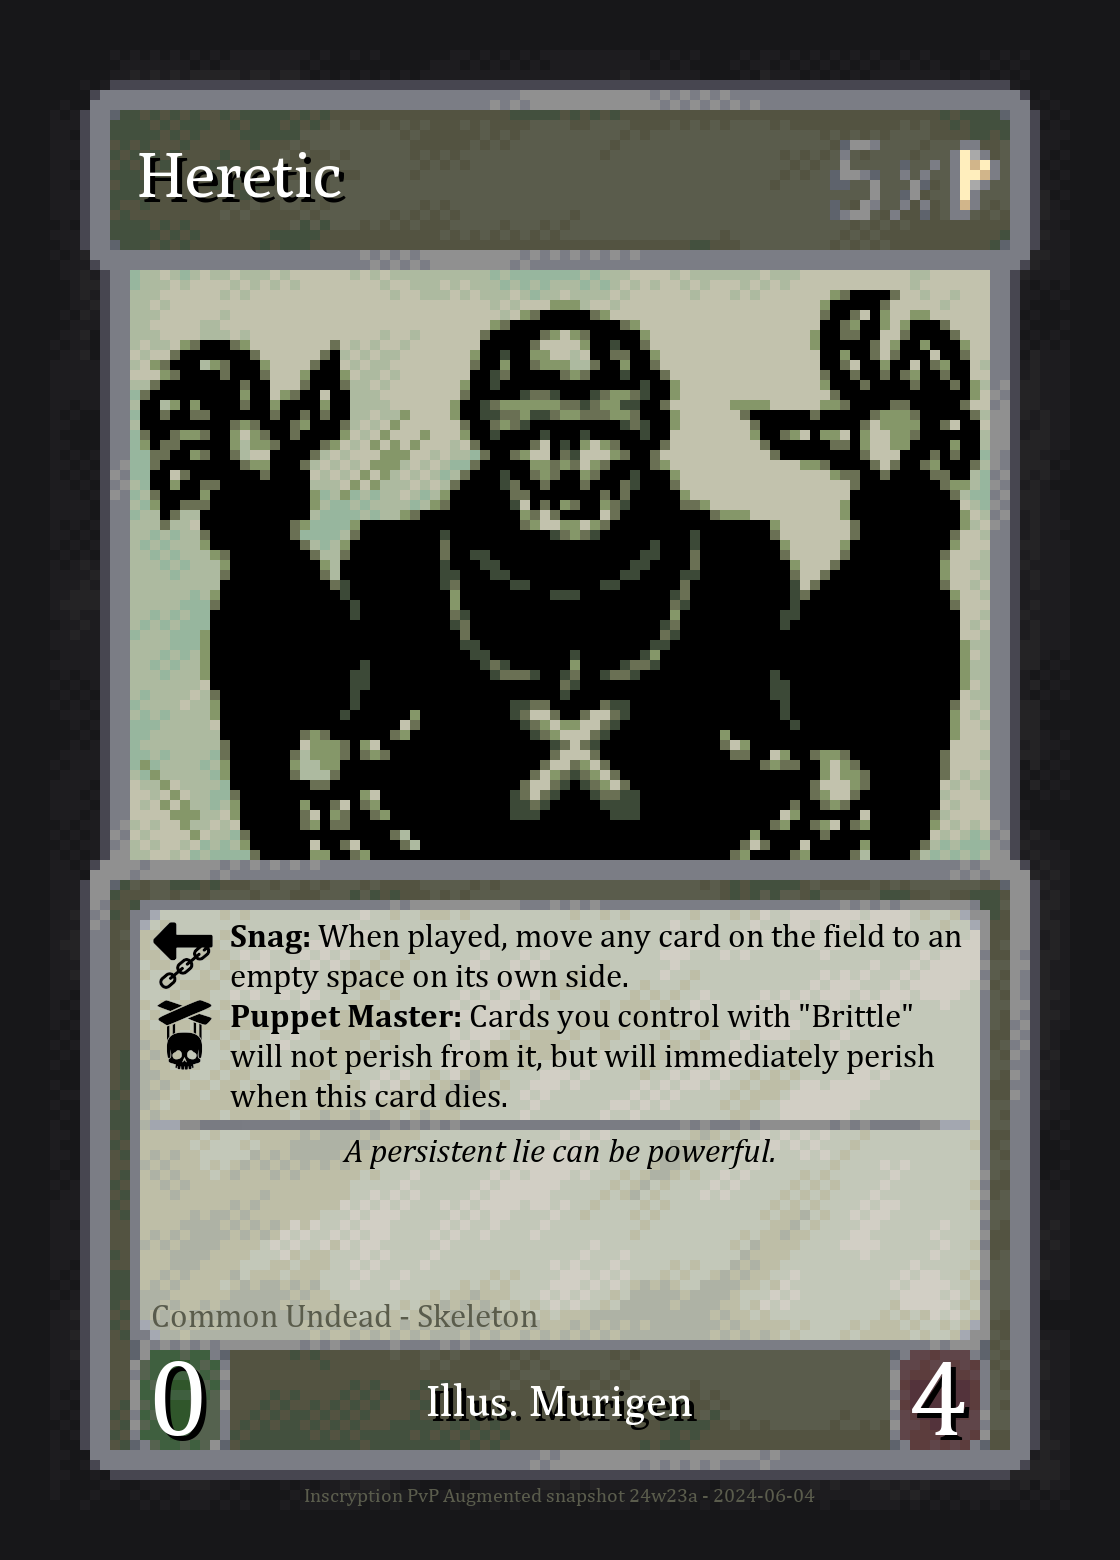 Heretic
5x
Snag: When played, move any card on the field to an
empty space on its own side.
Puppet Master: Cards you control with "Brittle"
will not perish from it, but will immediately perish
when this card dies.
A persistent lie can be powerful.
Common Undead - Skeleton
0
Illus. Murigen
4
Inscryption PvP Augmented snapshot 24w23a - 2024-06-04